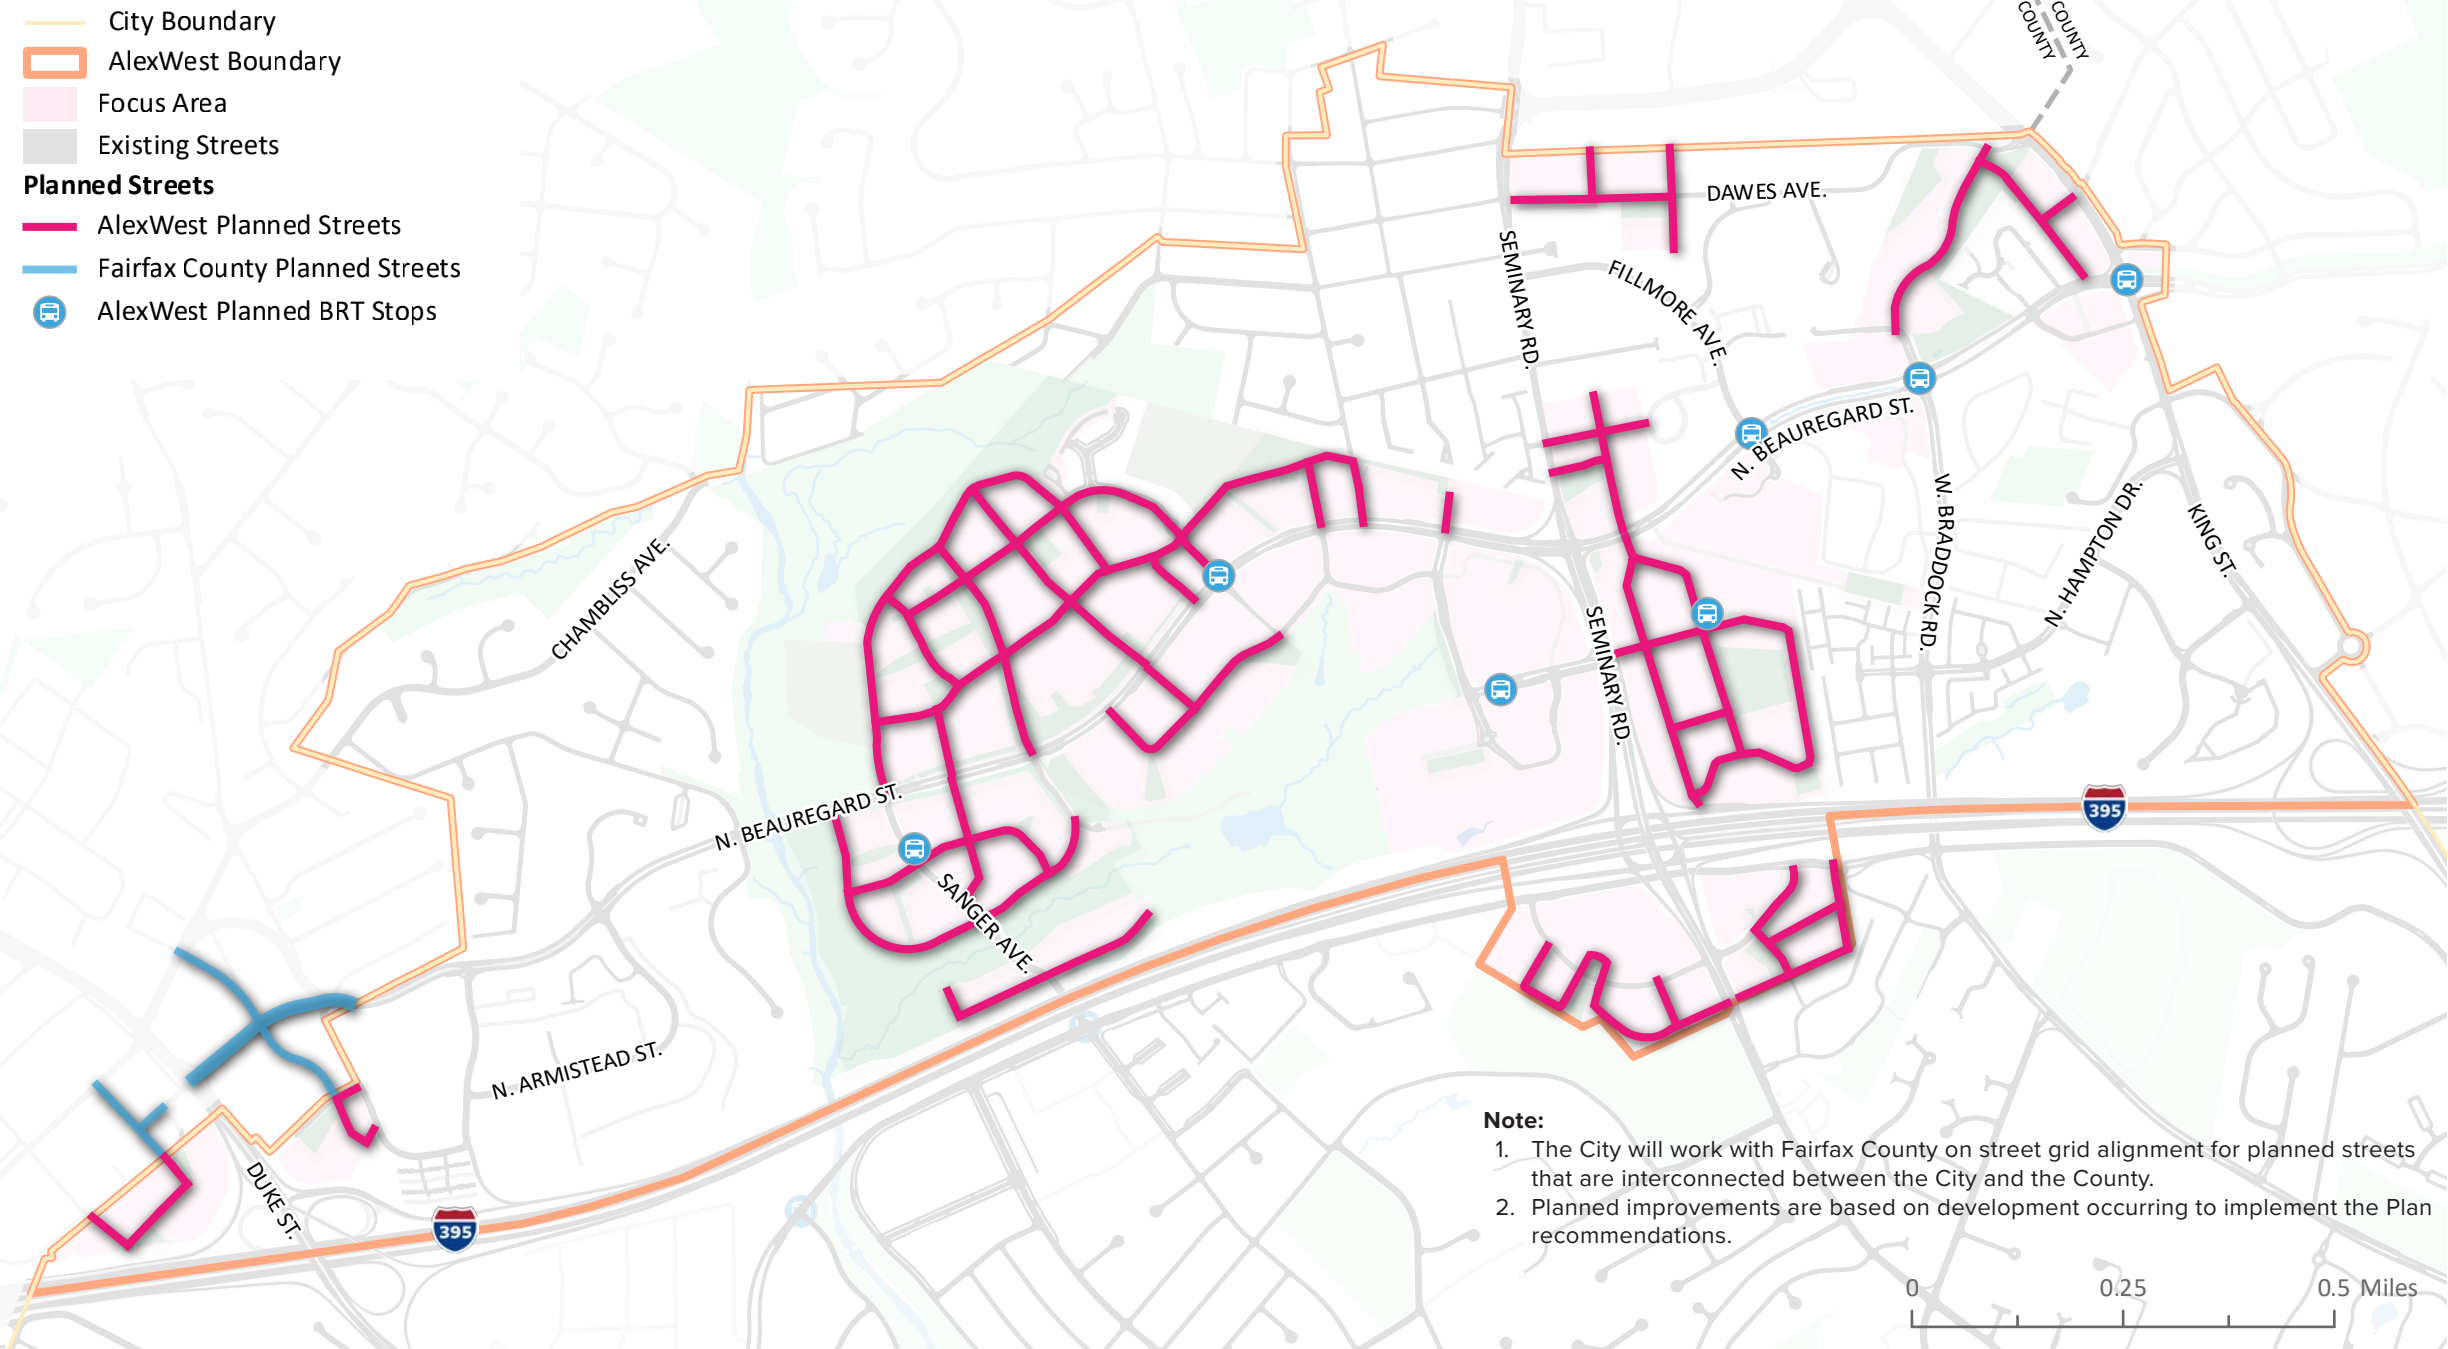 City Boundary
AlexWest Boundary
Focus Area
Existing Streets
Planned Streets
AlexWest Planned Streets
Fairfax County Planned Streets
AlexWest Planned BRT Stops
COUNTY
COUNTY
DAWES AVE.
SEMINARY RD.
FILLMORE AVE.
N. BEAUREGARD ST.
W. BRADDOCK RD.
N. HAMPTON DR.
KING ST.
CHAMBLISS AVE.
SEMINARY RD.
N. BEAUREGARD ST.
395
SANGER AVE.
N. ARMISTEAD ST.
DUKE ST.
395
Note:
1. The City will work with Fairfax County on street grid alignment for planned streets
that are interconnected between the City and the County.
2. Planned improvements are based on development occurring to implement the Plan
recommendations.
0 0.25 0.5 Miles